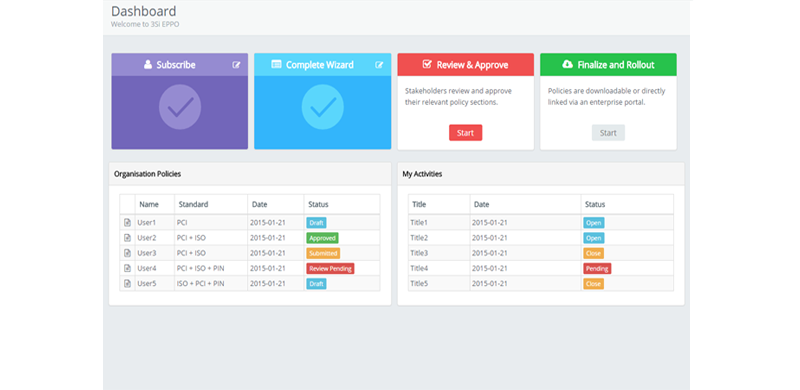 Dashboard
Welcome to 3Si EPPO
Subscribe
Complete Wizard
Review & Approve
Stakeholders review and approve
their relevant policy sections.
Start
Finalize and Rollout
Policies are downloadable or directly
linked via an enterprise portal.
Start
Organisation Policies
Name Standard Date Status
User1 PCI 2015-01-21 Draft
User2 PCI + ISO 2015-01-21 Approved
User3 PCI + ISO 2015-01-21 Submitted
User4 PCI + ISO + PIN 2015-01-21 Review Pending
User5 ISO + PCI + PIN 2015-01-21 Draft
My Activities
Title Date Status
Title1 2015-01-21 Open
Title2 2015-01-21 Open
Title3 2015-01-21 Close
Title4 2015-01-21 Pending
Title5 2015-01-21 Close